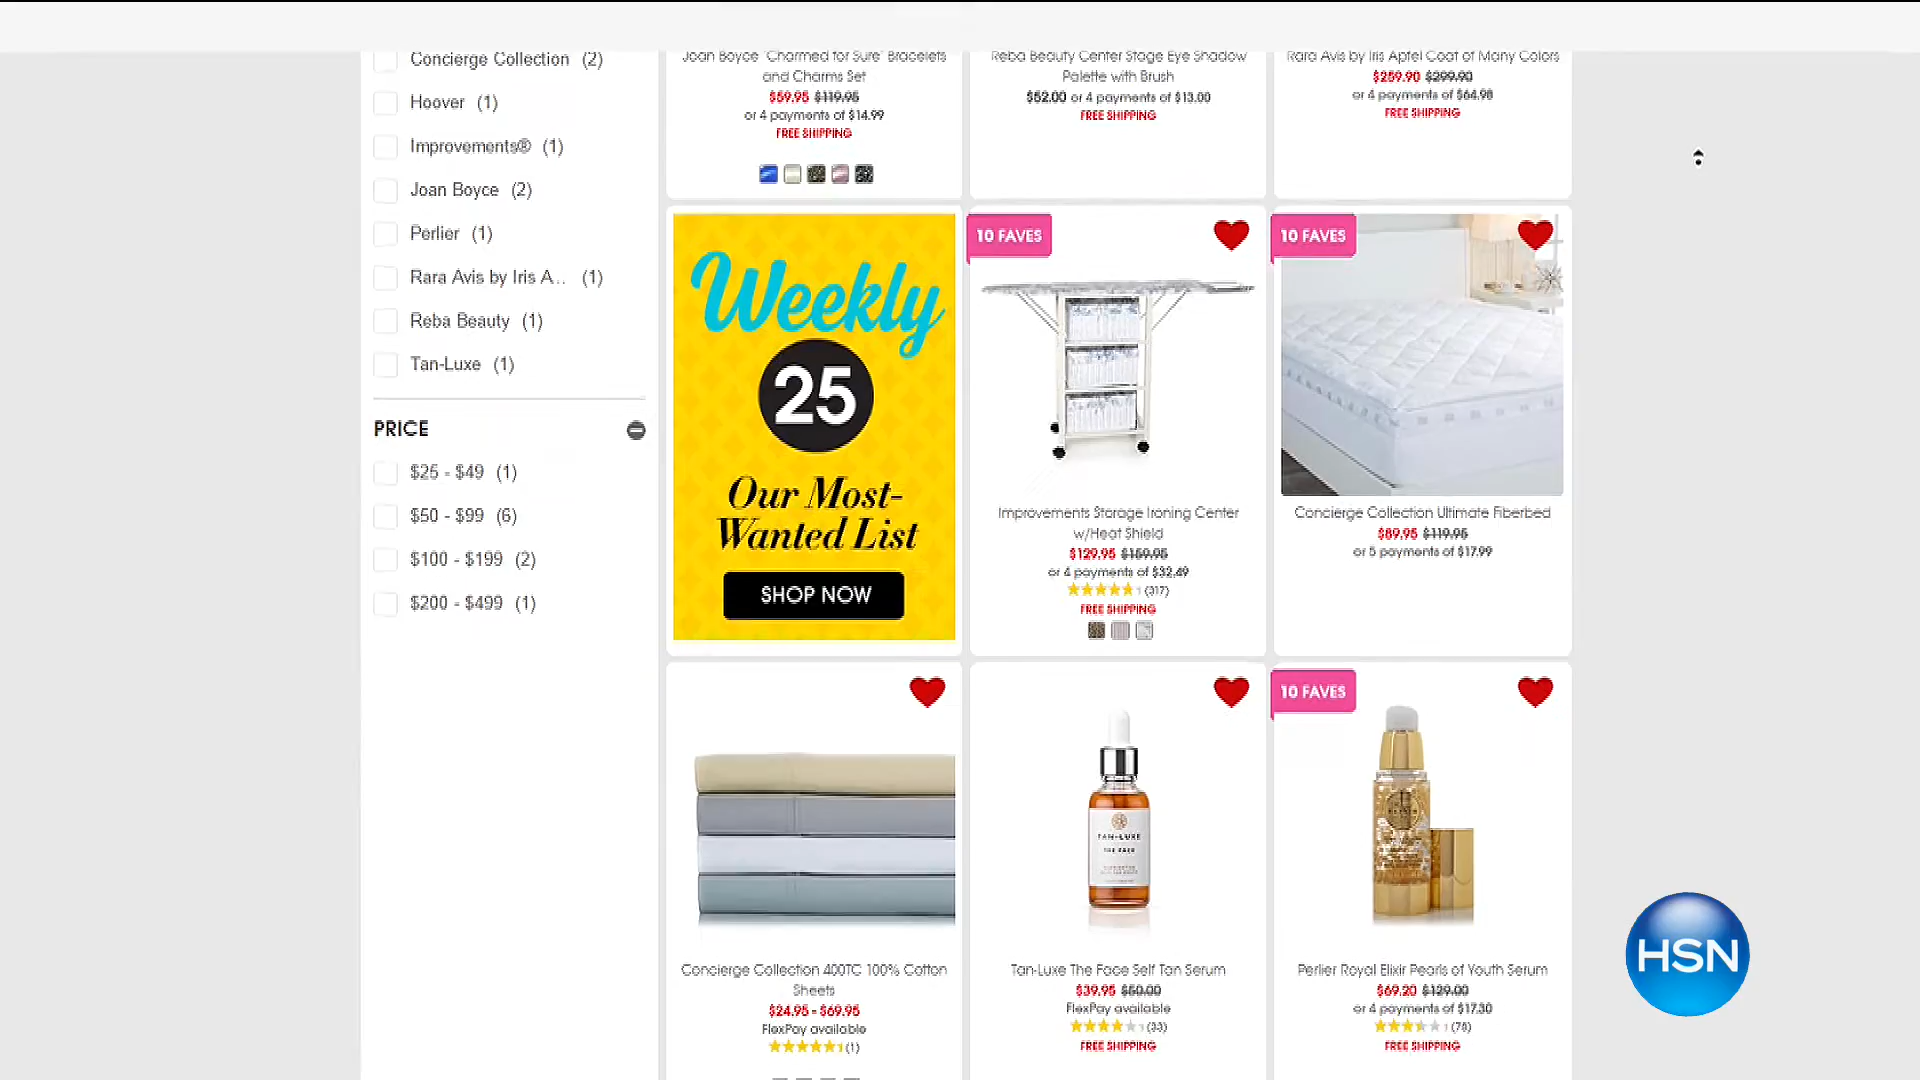 Concierge Collection (2)
Hoover (1)
Improvements® (1)
Joan Boyce (2)
Perlier (1)
Rara Avis by Iris A... (1)
Reba Beauty (1)
Tan-Luxe (1)
PRICE
$25 - $49 (1)
$50 - $99 (6)
$100 - $199 (2)
$200 - $499 (1)
Joan Boyce "Charmed for Sure" Bracelets
and Charms Set
$59.95 $119.95
or 4 payments of $14.99
FREE SHIPPING
Reba Beauty Center Stage Eye Shadow
Palette with Brush
$52.00 or 4 payments of $13.00
FREE SHIPPING
Rara Avis by Iris Apfel Coat of Many Colors
$259.90 $299.90
or 4 payments of $64.98
FREE SHIPPING
Weekly
25
Our Most-
Wanted List
SHOP NOW
10 FAVES
Improvements Storage Ironing Center
w/Heat Shield
$129.95 $159.95
or 4 payments of $32.49
(317)
FREE SHIPPING
10 FAVES
Concierge Collection Ultimate Fiberbed
$89.95 $119.95
or 5 payments of $17.99
Concierge Collection 400TC 100% Cotton
Sheets
$24.95 - $69.95
FlexPay available
(1)
TAN-LUXE
THE FACE
Tan-Luxe The Face Self Tan Serum
$39.95 $50.00
FlexPay available
(33)
FREE SHIPPING
10 FAVES
Perlier Royal Elixir Pearls of Youth Serum
$69.20 $129.00
or 4 payments of $17.30
(78)
FREE SHIPPING
HSN